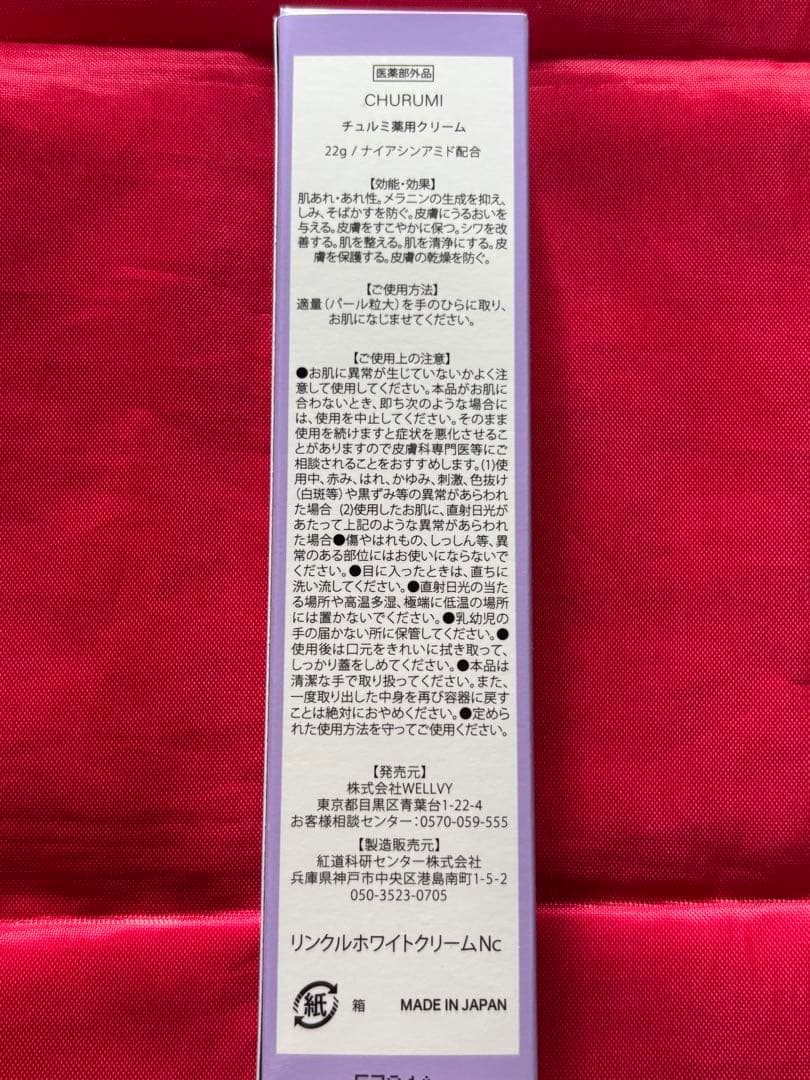 医薬部外品
CHURUMI
チュルミ薬用クリーム
22g / ナイアシンアミド配合
【効能・効果】
肌あれ・あれ性。メラニンの生成を抑え、
しみ、そばかすを防ぐ。皮膚にうるおいを
与える。皮膚をすこやかに保つ。シワを改
善する。肌を整える。肌を清浄にする。皮
膚を保護する。皮膚の乾燥を防ぐ。
【ご使用方法】
適量(パール粒大)を手のひらに取り、
お肌になじませてください。
【ご使用上の注意】
●お肌に異常が生じていないかよく注
意して使用してください。本品がお肌に
合わないとき、即ち次のような場合に
は、使用を中止してください。そのまま
使用を続けますと症状を悪化させるこ
とがありますので皮膚科専門医等にご
相談されることをおすすめします。(1)使
用中、赤み、はれ、かゆみ、刺激、色抜け
(白斑等)や黒ずみ等の異常があらわれ
た場合 (2)使用したお肌に、直射日光が
あたって上記のような異常があらわれ
た場合●傷やはれもの、しっしん等、異
常のある部位にはお使いにならないで
ください。●目に入ったときは、直ちに
洗い流してください。●直射日光の当た
る場所や高温多湿、極端に低温の場所
には置かないでください。●乳幼児の
手の届かない所に保管してください。●
使用後は口元をきれいに拭き取って、
しっかり蓋をしめてください。●本品は
清潔な手で取り扱ってください。また、
一度取り出した中身を再び容器に戻す
ことは絶対におやめください。●定めら
れた使用方法を守ってご使用ください。
【発売元】
株式会社WELLVY
東京都目黒区青葉台1-22-4
お客様相談センター:0570-059-555
【製造販売元】
紅道科研センター株式会社
兵庫県神戸市中央区港島南町1-5-2
050-3523-0705
リンクルホワイトクリームNc
紙 箱 MADE IN JAPAN